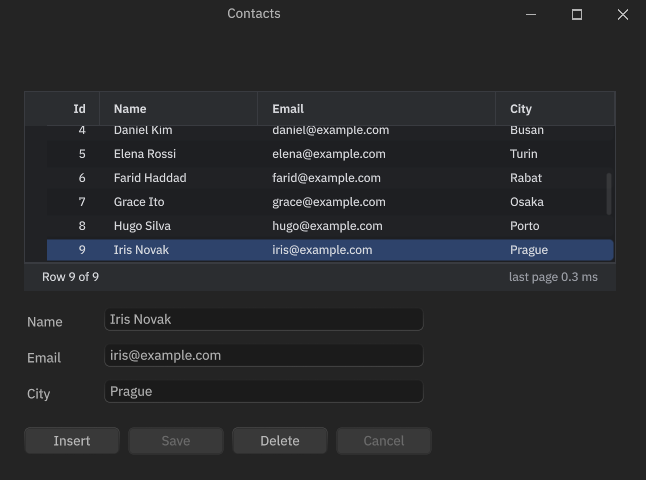 Contacts
Id Name Email City
4 Daniel Kim daniel@example.com Busan
5 Elena Rossi elena@example.com Turin
6 Farid Haddad farid@example.com Rabat
7 Grace Ito grace@example.com Osaka
8 Hugo Silva hugo@example.com Porto
9 Iris Novak iris@example.com Prague
Row 9 of 9 last page 0.3 ms
Name Iris Novak
Email iris@example.com
City Prague
Insert Save Delete Cancel